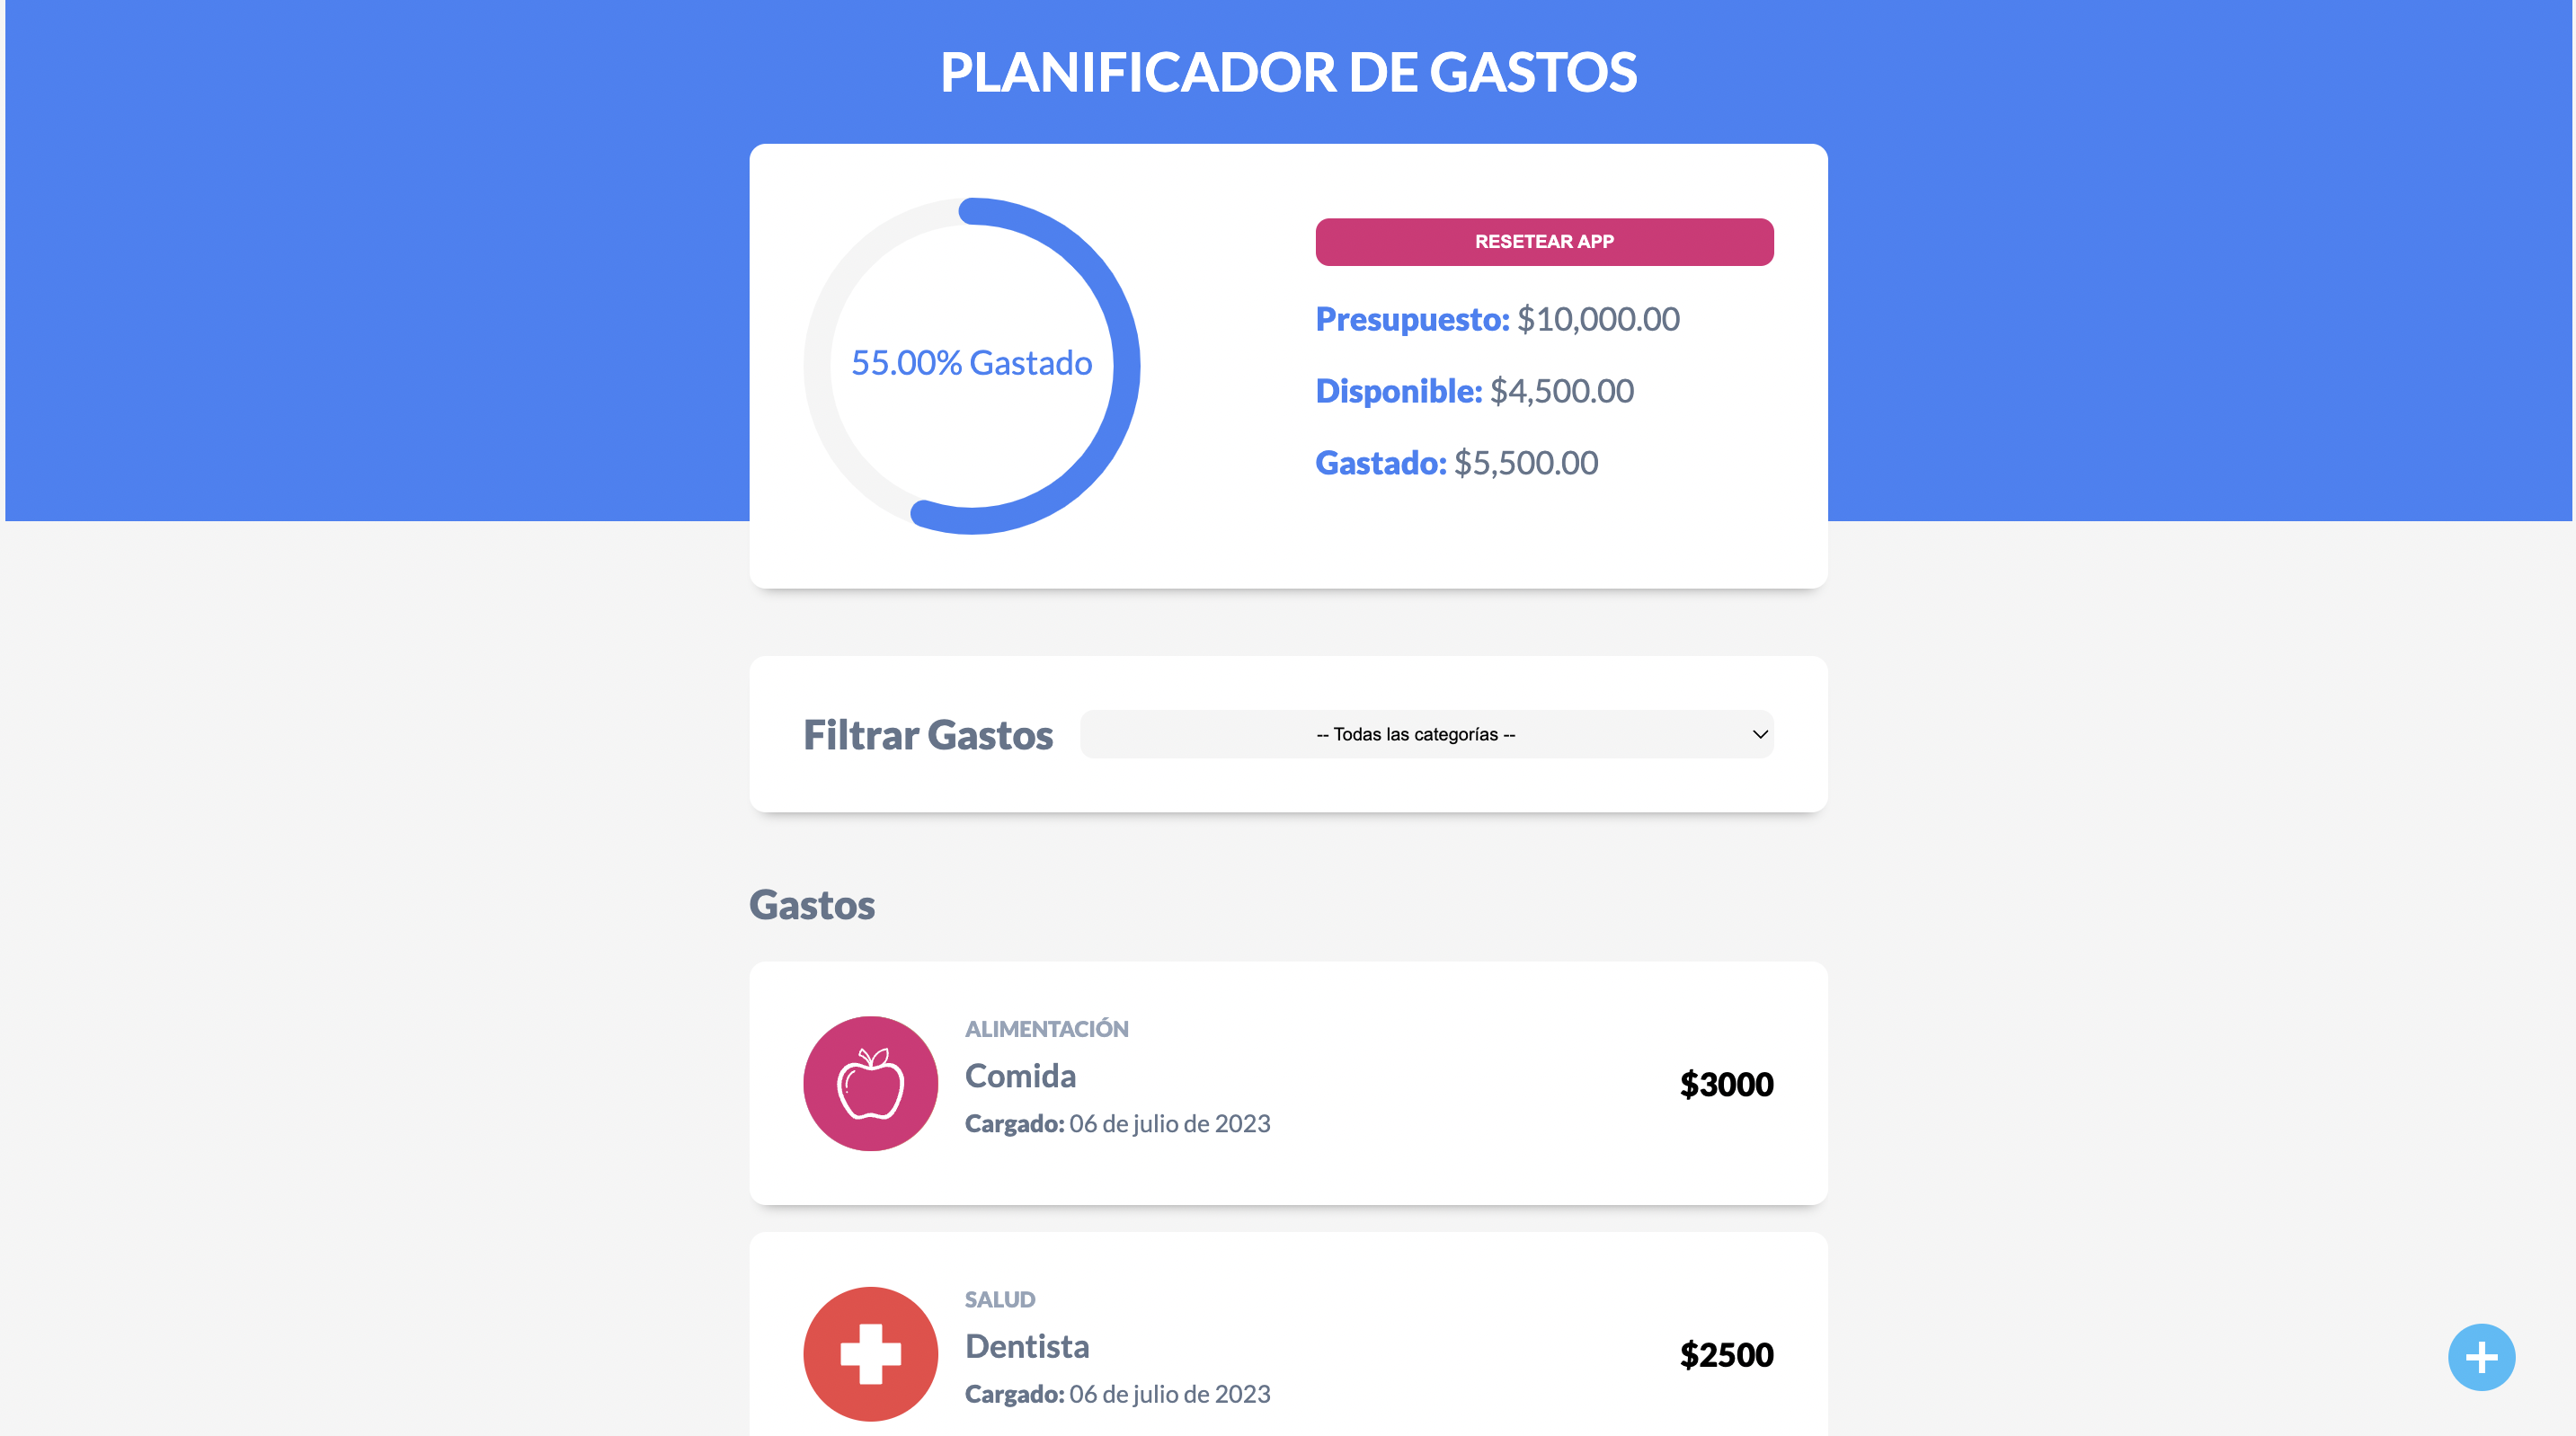 PLANIFICADOR DE GASTOS
55.00% Gastado
RESETEAR APP
Presupuesto: $10,000.00
Disponible: $4,500.00
Gastado: $5,500.00
Filtrar Gastos
-- Todas las categorías --
Gastos
ALIMENTACIÓN
Comida
Cargado: 06 de julio de 2023
$3000
SALUD
Dentista
Cargado: 06 de julio de 2023
$2500